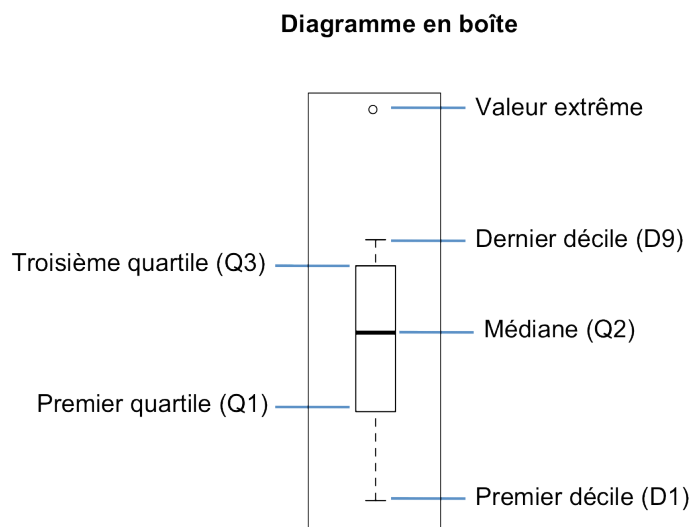 Diagramme en boîte
Valeur extrême
Dernier décile (D9)
Troisième quartile (Q3)
Médiane (Q2)
Premier quartile (Q1)
Premier décile (D1)